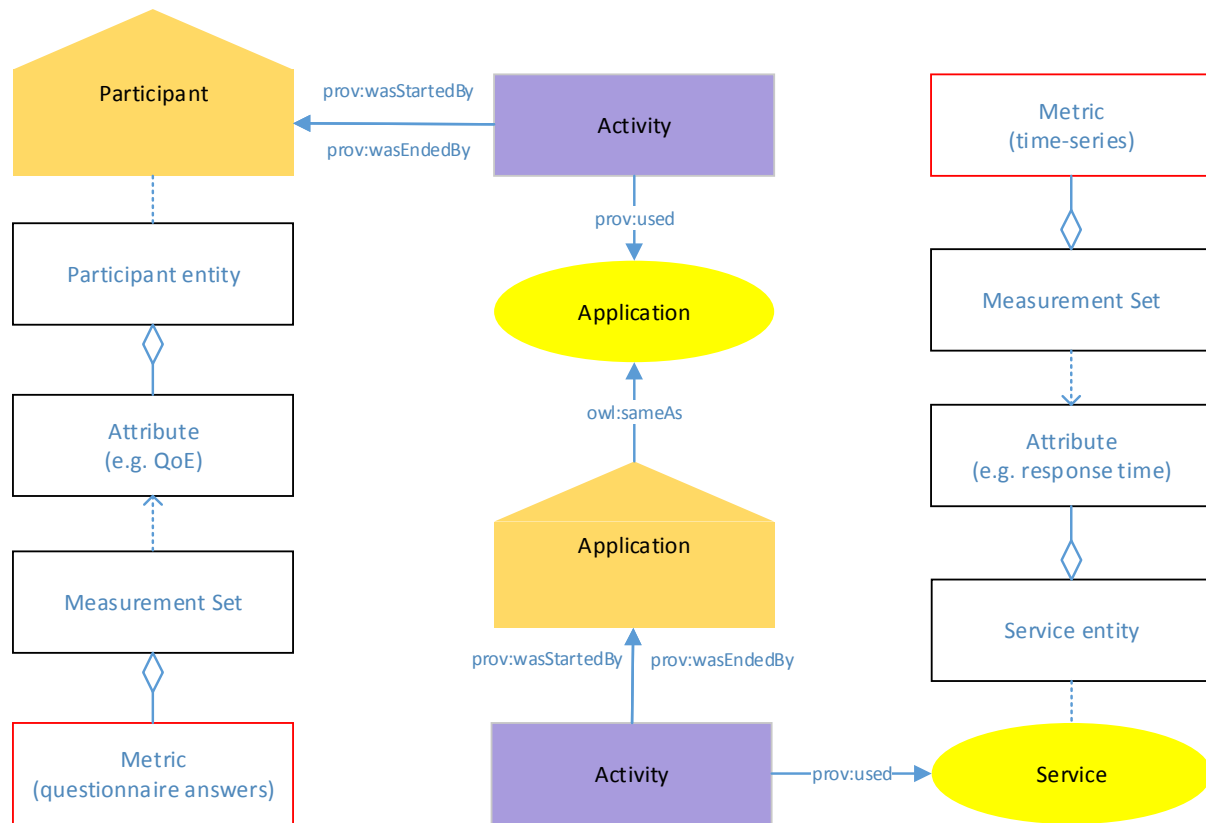 Participant
prov:wasStartedBy
prov:wasEndedBy
Activity
Metric
(time-series)
prov:used
Participant entity
Measurement Set
Application
owl:sameAs
Attribute
(e.g. QoE)
Attribute
(e.g. response time)
Application
Measurement Set
Service entity
prov:wasStartedBy
prov:wasEndedBy
Metric
(questionnaire answers)
Activity
prov:used
Service